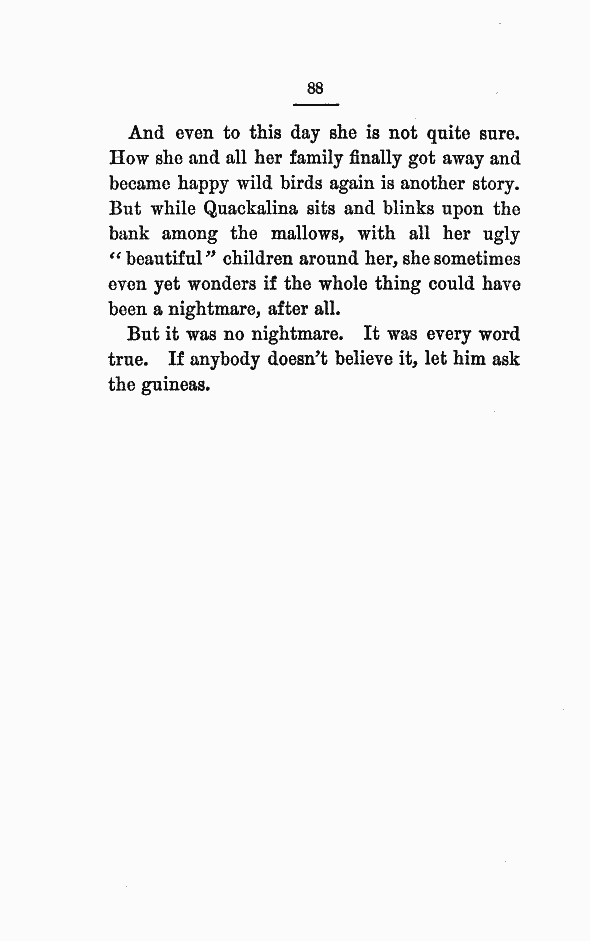 88
And even to this day she is not quite sure.
How she and all her family finally got away and
became happy wild birds again is another story.
But while Quackalina sits and blinks upon the
bank among the mallows, with all her ugly
“beautiful” children around her, she sometimes
even yet wonders if the whole thing could have
been a nightmare, after all.
But it was no nightmare. It was every word
true. If anybody doesn’t believe it, let him ask
the guineas.